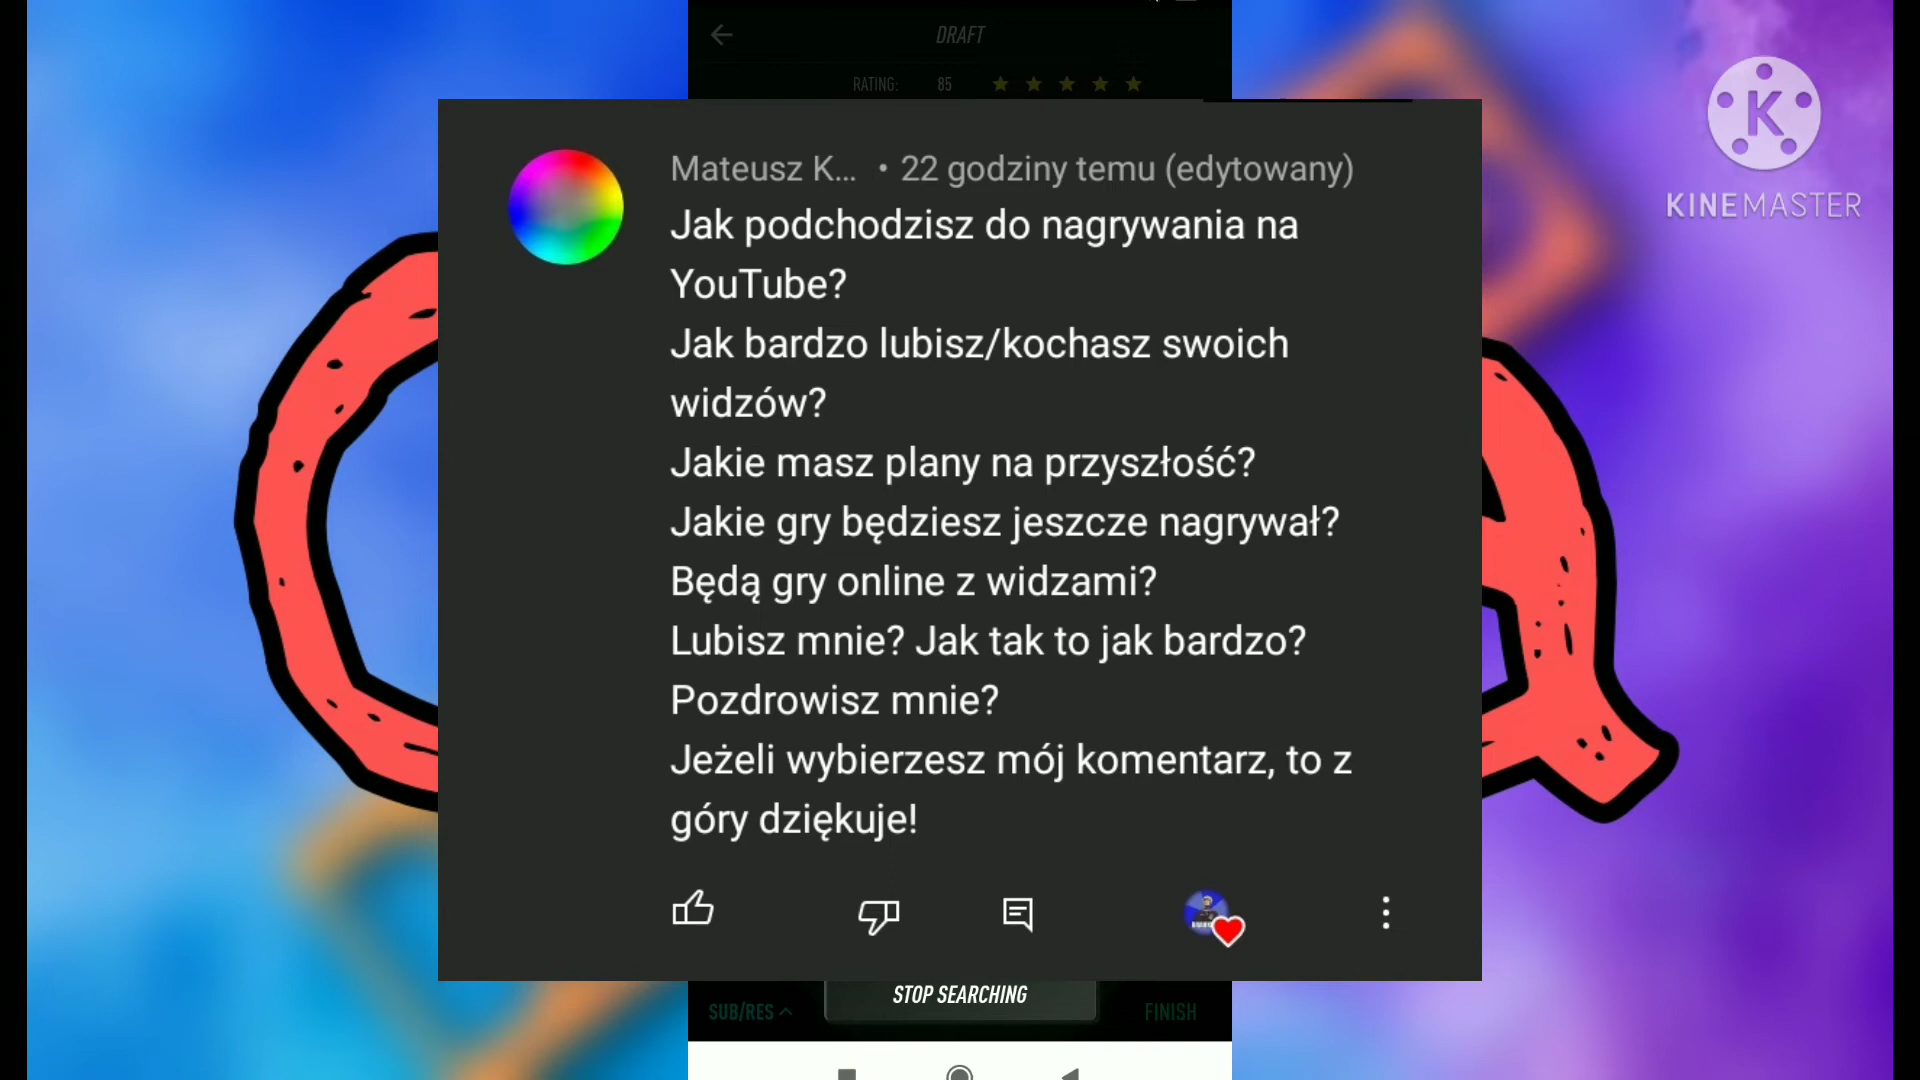 DRAFT
RATING: 85
KINEMASTER
Mateusz K... • 22 godziny temu (edytowany)
Jak podchodzisz do nagrywania na
YouTube?
Jak bardzo lubisz/kochasz swoich
widzów?
Jakie masz plany na przyszłość?
Jakie gry będziesz jeszcze nagrywał?
Będą gry online z widzami?
Lubisz mnie? Jak tak to jak bardzo?
Pozdrowisz mnie?
Jeżeli wybierzesz mój komentarz, to z
góry dziękuje!
STOP SEARCHING
SUB/RES
FINISH